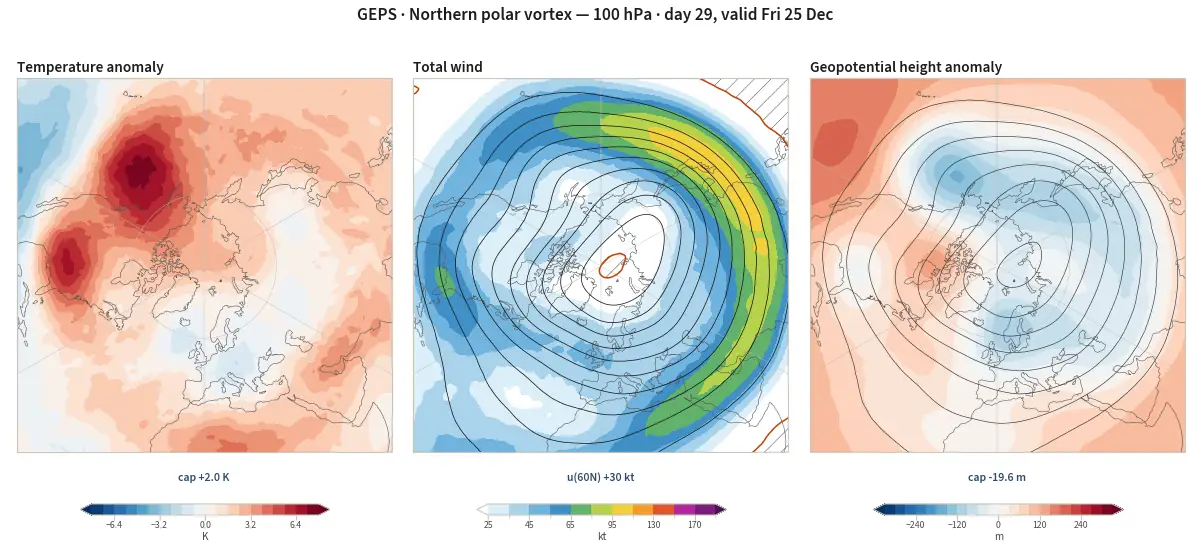 GEPS · Northern polar vortex — 100 hPa · day 29, valid Fri 25 Dec
Temperature anomaly
Total wind
Geopotential height anomaly
cap +2.0 K
u(60N) +30 kt
cap -19.6 m
−6.4 −3.2 0.0 3.2 6.4
K
25 45 65 95 130 170
kt
−240 −120 0 120 240
m